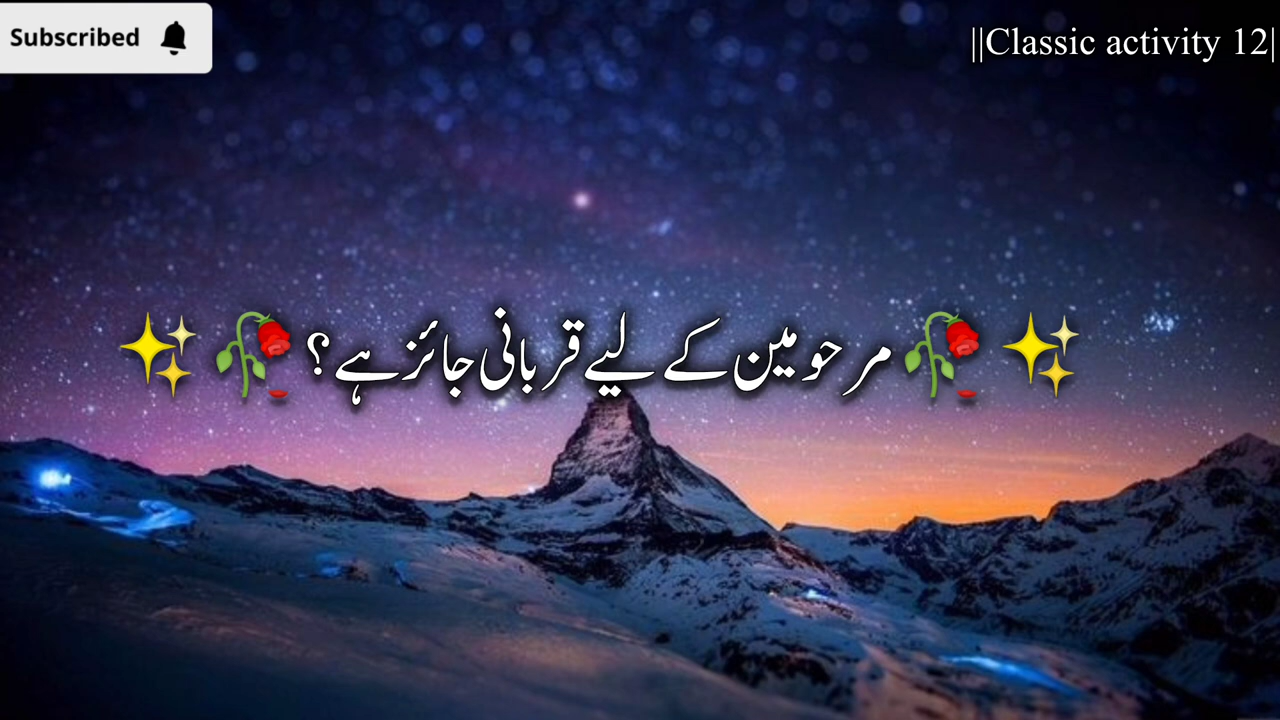 Subscribed
||Classic activity 12|
مرحومین کے لیے قربانی جائز ہے؟